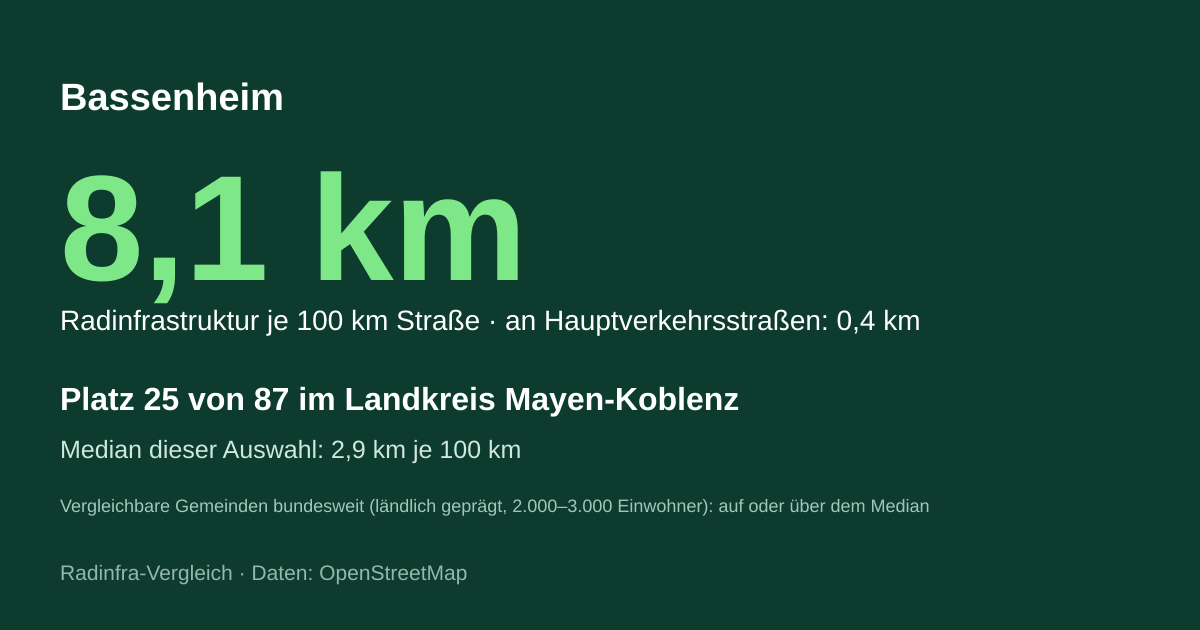 Bassenheim
8,1 km
Radinfrastruktur je 100 km Straße · an Hauptverkehrsstraßen: 0,4 km
Platz 25 von 87 im Landkreis Mayen-Koblenz
Median dieser Auswahl: 2,9 km je 100 km
Vergleichbare Gemeinden bundesweit (ländlich geprägt, 2.000–3.000 Einwohner): auf oder über dem Median
Radinfra-Vergleich · Daten: OpenStreetMap